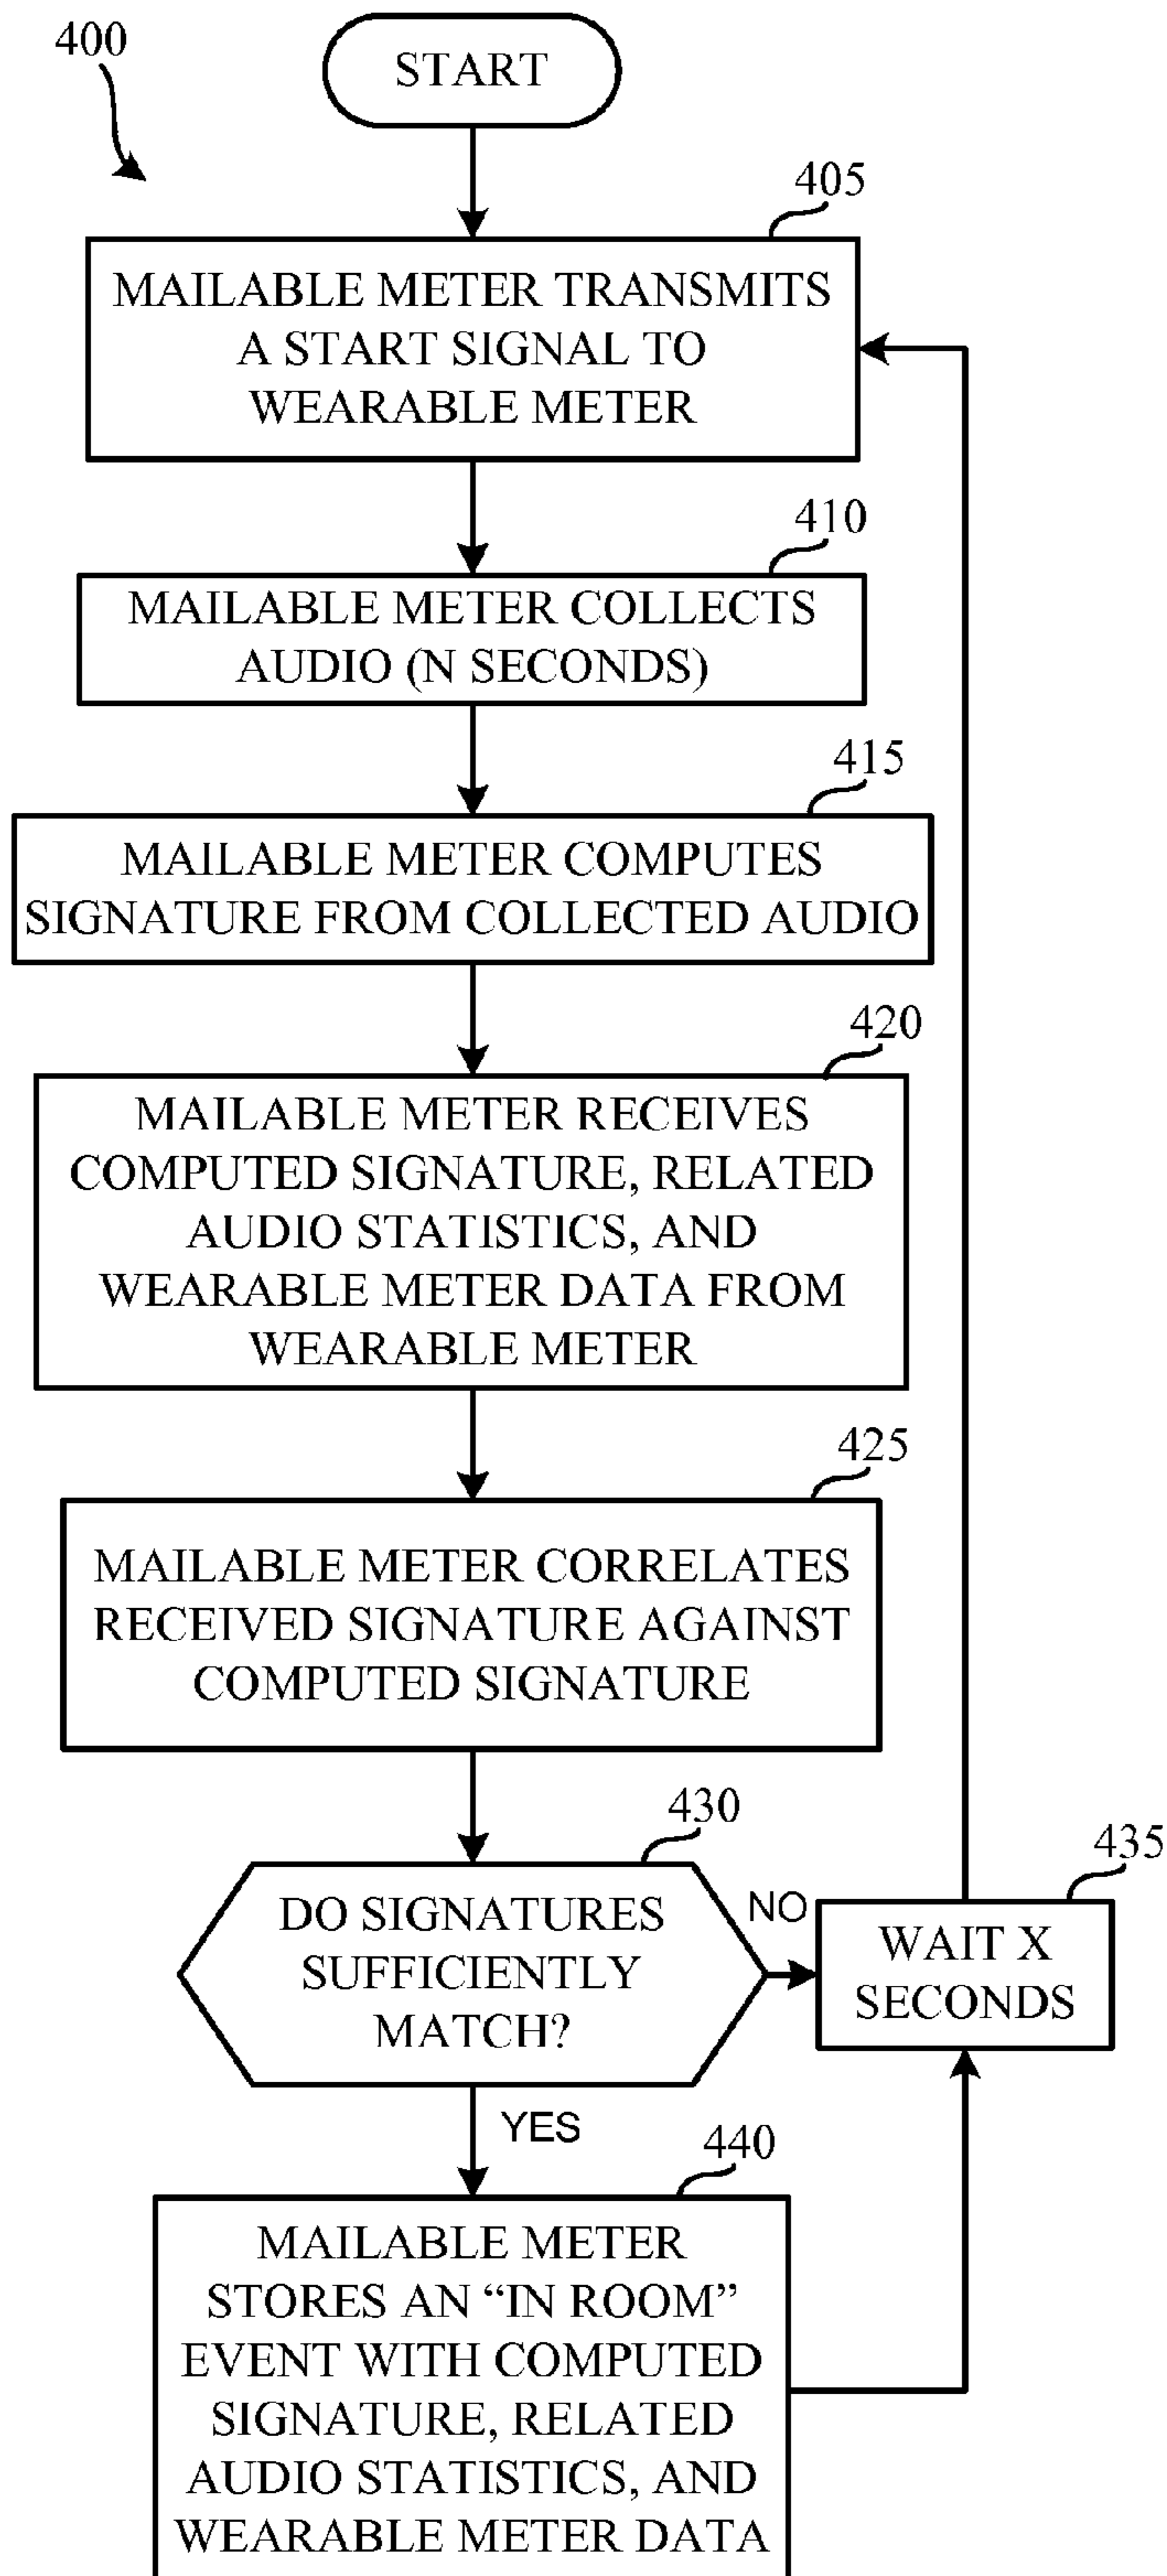 400
START
405
MAILABLE METER TRANSMITS
A START SIGNAL TO
WEARABLE METER
410
MAILABLE METER COLLECTS
AUDIO (N SECONDS)
415
MAILABLE METER COMPUTES
SIGNATURE FROM COLLECTED AUDIO
420
MAILABLE METER RECEIVES
COMPUTED SIGNATURE, RELATED
AUDIO STATISTICS, AND
WEARABLE METER DATA FROM
WEARABLE METER
425
MAILABLE METER CORRELATES
RECEIVED SIGNATURE AGAINST
COMPUTED SIGNATURE
430
DO SIGNATURES
SUFFICIENTLY
MATCH?
NO
435
WAIT X
SECONDS
YES
440
MAILABLE METER
STORES AN “IN ROOM”
EVENT WITH COMPUTED
SIGNATURE, RELATED
AUDIO STATISTICS, AND
WEARABLE METER DATA